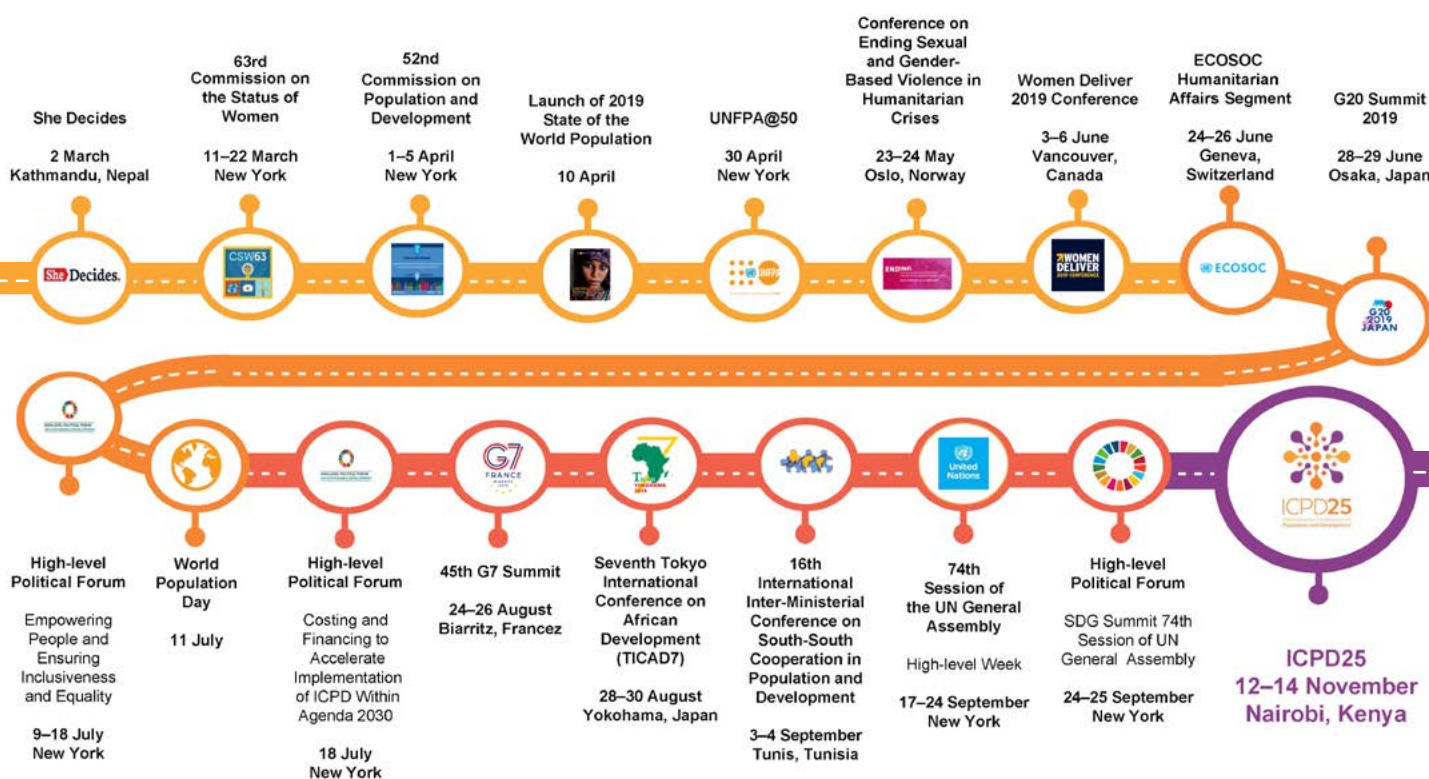 She Decides
2 March
Kathmandu, Nepal
63rd
Commission on
the Status of
Women
11–22 March
New York
52nd
Commission on
Population and
Development
1–5 April
New York
Launch of 2019
State of the
World Population
10 April
UNFPA@50
30 April
New York
Conference on
Ending Sexual
and Gender-
Based Violence in
Humanitarian
Crises
23–24 May
Oslo, Norway
Women Deliver
2019 Conference
3–6 June
Vancouver,
Canada
ECOSOC
Humanitarian
Affairs Segment
24–26 June
Geneva,
Switzerland
G20 Summit
2019
28–29 June
Osaka, Japan
She Decides.
CSW63
UNFPA
ENDING
WOMEN
DELIVER
2019 CONFERENCE
ECOSOC
G20
2019
JAPAN
G7
FRANCE
BIARRITZ
2019
YOKOHAMA
2019
United
Nations
ICPD25
High-level
Political Forum
Empowering
People and
Ensuring
Inclusiveness
and Equality
9–18 July
New York
World
Population
Day
11 July
High-level
Political Forum
Costing and
Financing to
Accelerate
Implementation
of ICPD Within
Agenda 2030
18 July
New York
45th G7 Summit
24–26 August
Biarritz, Francez
Seventh Tokyo
International
Conference on
African
Development
(TICAD7)
28–30 August
Yokohama, Japan
16th
International
Inter-Ministerial
Conference on
South-South
Cooperation in
Population and
Development
3–4 September
Tunis, Tunisia
74th
Session of
the UN General
Assembly
High-level Week
17–24 September
New York
High-level
Political Forum
SDG Summit 74th
Session of UN
General Assembly
24–25 September
New York
ICPD25
12–14 November
Nairobi, Kenya